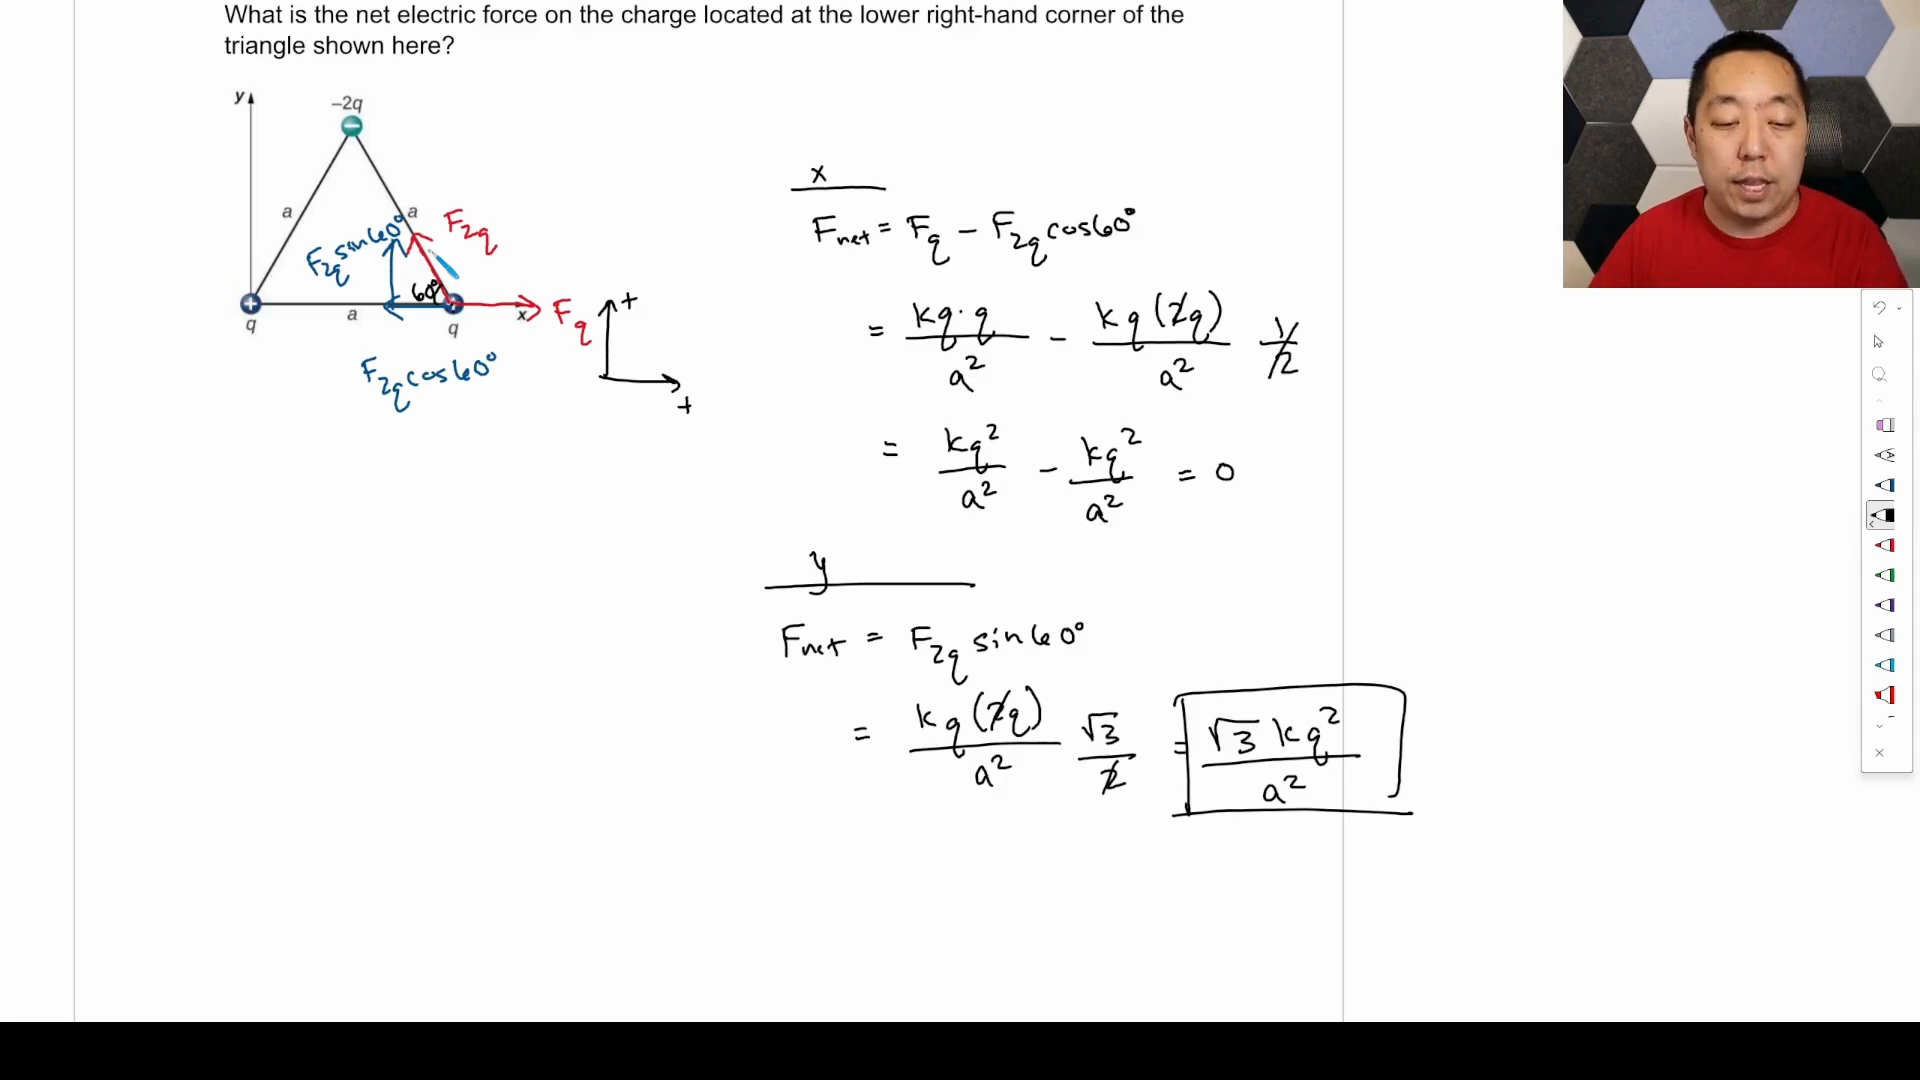 What is the net electric force on the charge located at the lower right-hand corner of the
triangle shown here?
y
−2q
a
a
F₂q sin60°
F₂q
60°
q
a
q
x
Fq
F₂q cos60°
+
+
x
Fnet = Fq − F₂q cos60°
= kq·q / a² − kq(2q) / a² 1/2
= kq² / a² − kq² / a² = 0
y
Fnet = F₂q sin60°
= kq(2q) / a² √3 / 2 = √3 kq² / a²